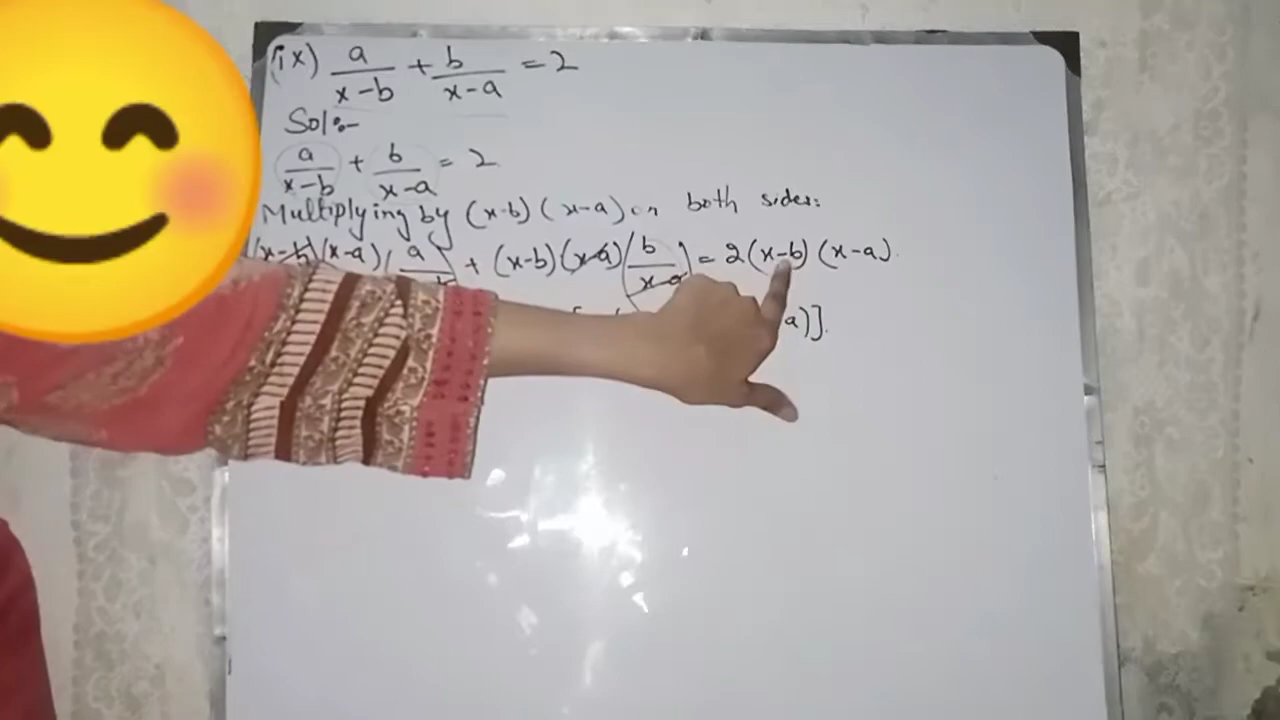 (ix) a/(x-b) + b/(x-a) = 2
Sol:-
a/(x-b) + b/(x-a) = 2
Multiplying by (x-b)(x-a) on both sides:
(x-b)(x-a)(a/ + (x-b)(x-a)(b/(x-a)) = 2(x-b)(x-a).
a)].